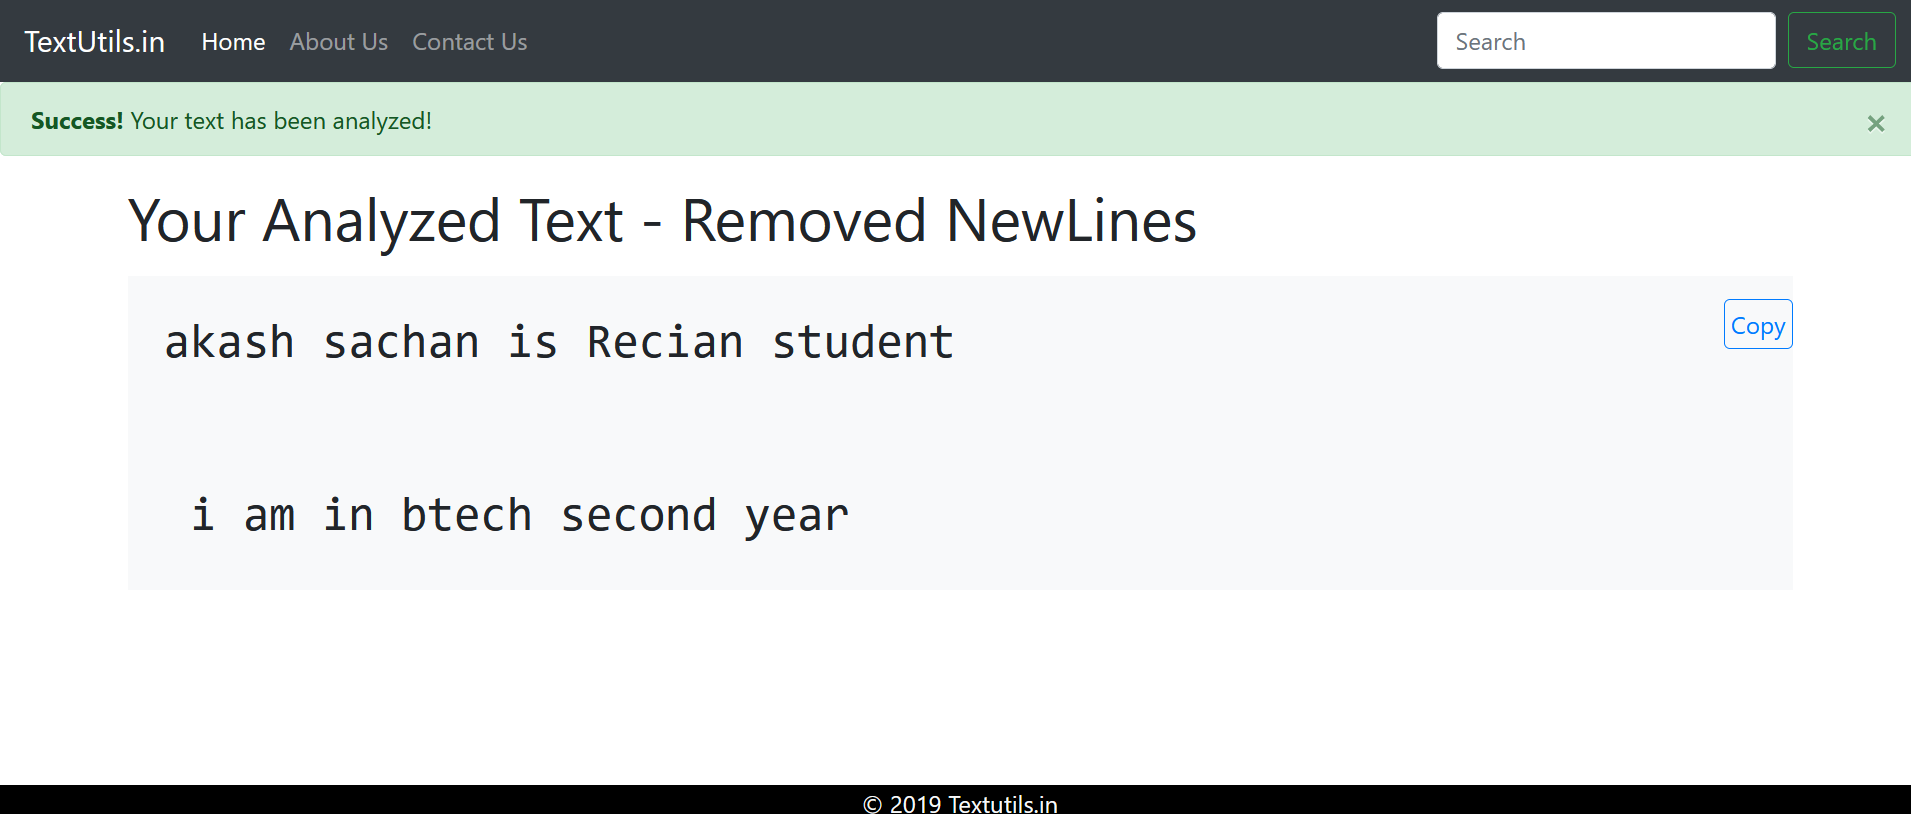 TextUtils.in Home About Us Contact Us Search Search
Success! Your text has been analyzed! ×
Your Analyzed Text - Removed NewLines
Copy
akash sachan is Recian student
i am in btech second year
© 2019 Textutils.in